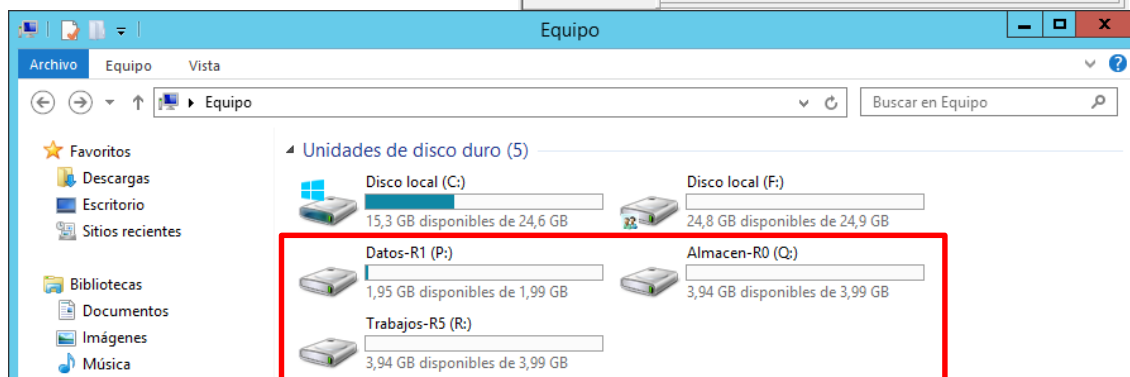 Equipo
Archivo Equipo Vista
Equipo
Buscar en Equipo
Favoritos
Descargas
Escritorio
Sitios recientes
Bibliotecas
Documentos
Imágenes
Música
Unidades de disco duro (5)
Disco local (C:)
15,3 GB disponibles de 24,6 GB
Disco local (F:)
24,8 GB disponibles de 24,9 GB
Datos-R1 (P:)
1,95 GB disponibles de 1,99 GB
Almacen-R0 (Q:)
3,94 GB disponibles de 3,99 GB
Trabajos-R5 (R:)
3,94 GB disponibles de 3,99 GB